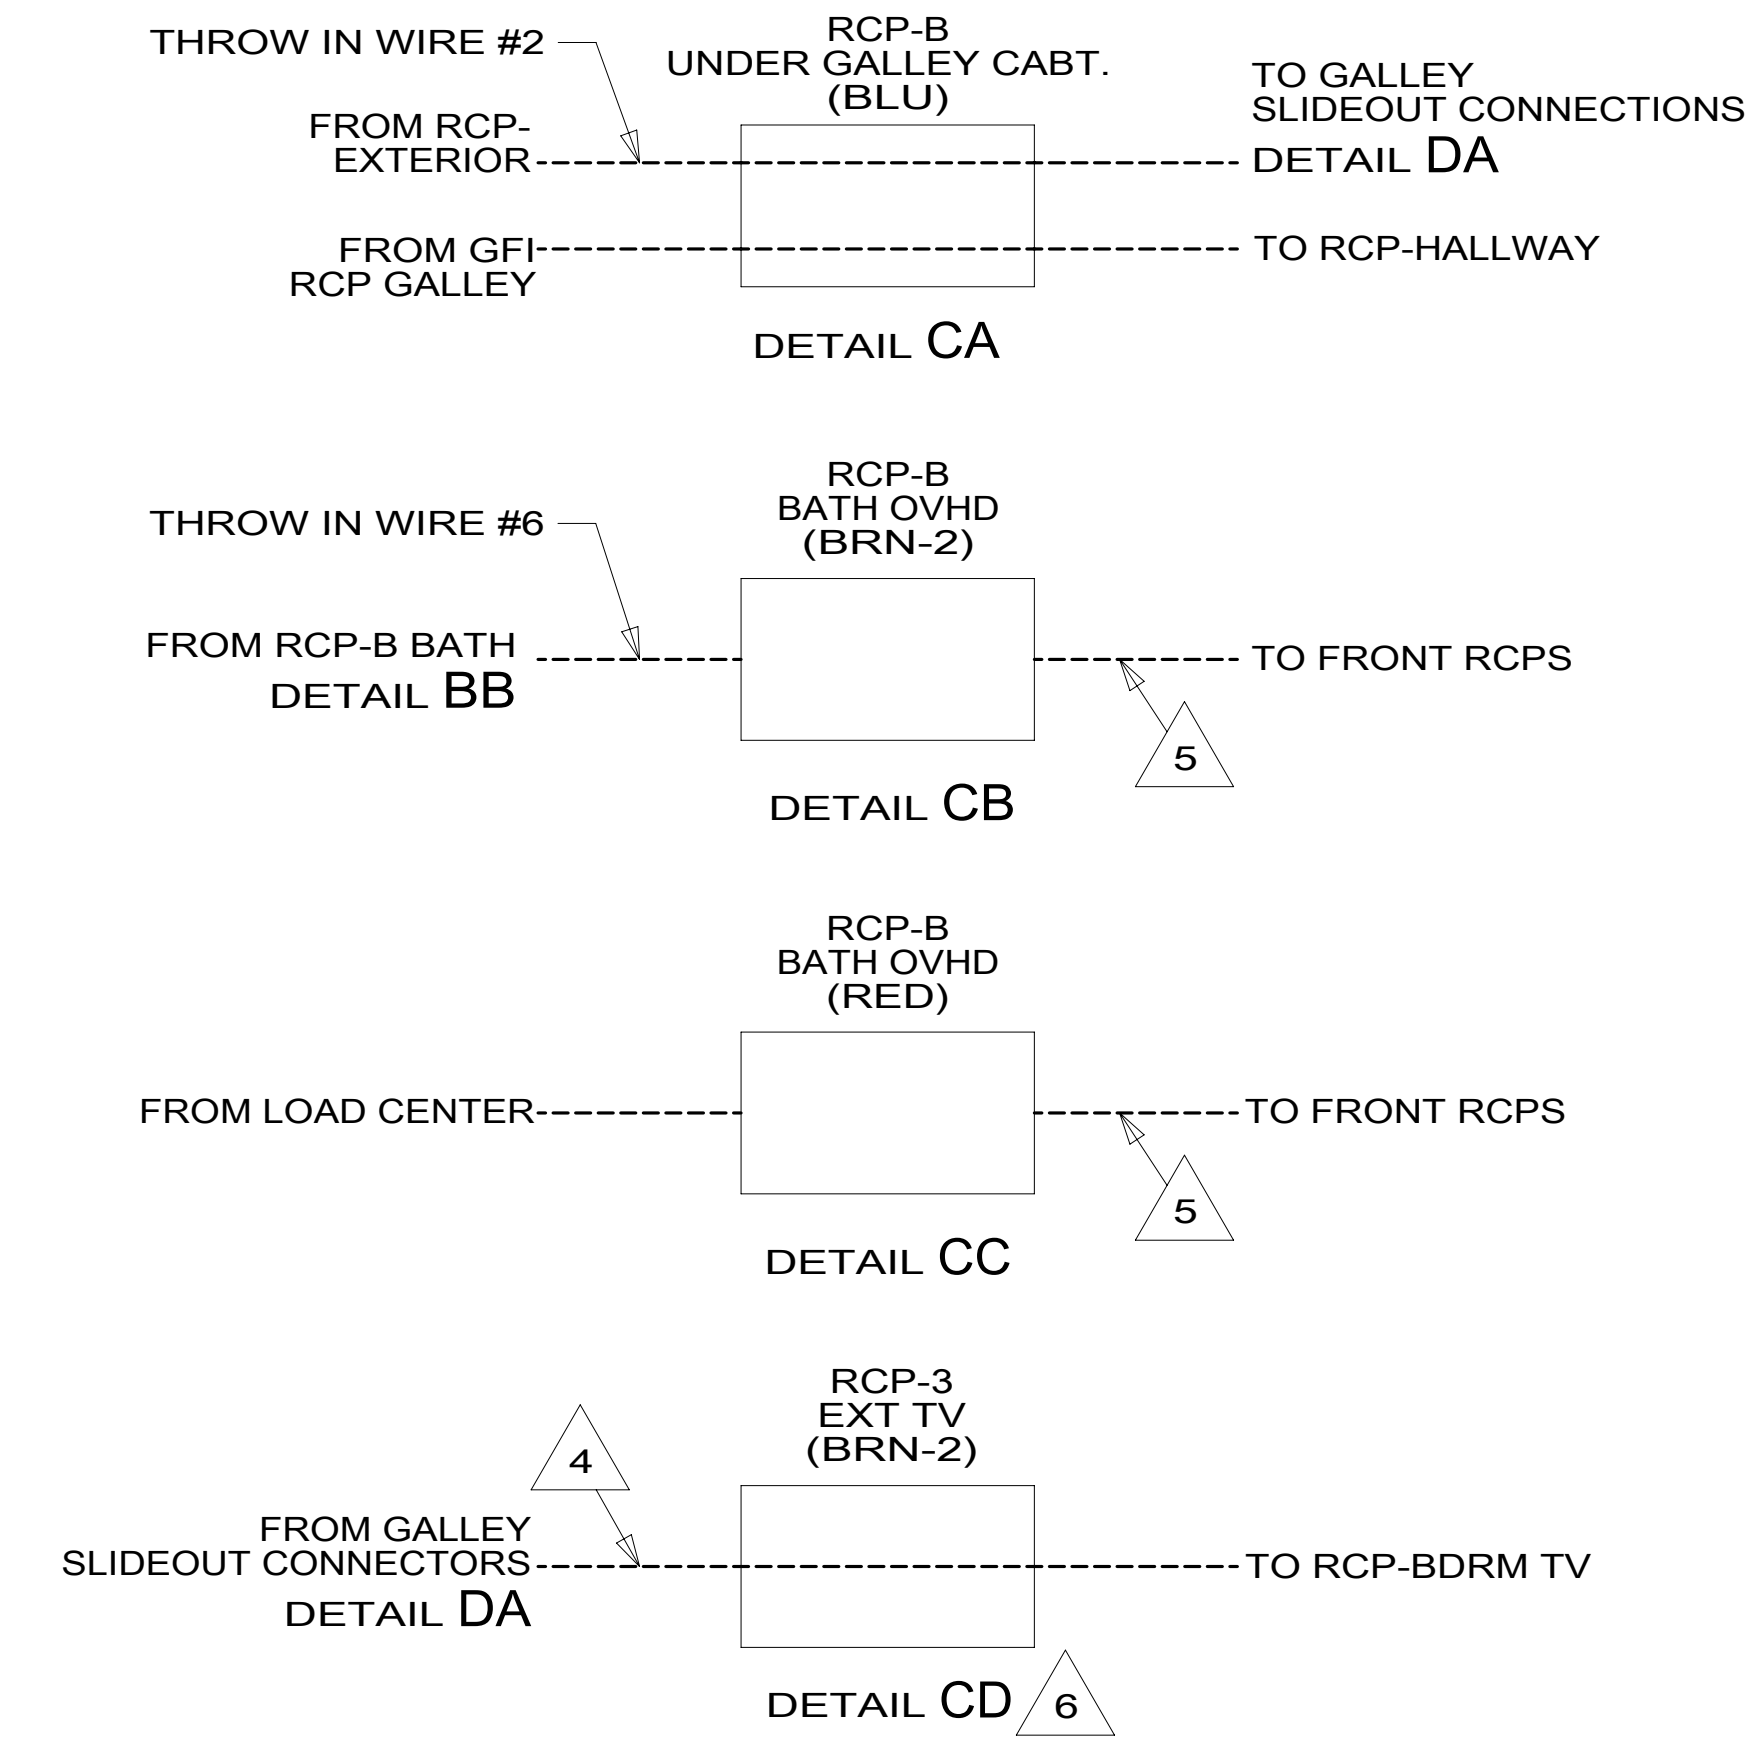 THROW IN WIRE #2
RCP-B
UNDER GALLEY CABT.
(BLU)
FROM RCP-
EXTERIOR
TO GALLEY
SLIDEOUT CONNECTIONS
DETAIL DA
FROM GFI
RCP GALLEY
TO RCP-HALLWAY
DETAIL CA
THROW IN WIRE #6
RCP-B
BATH OVHD
(BRN-2)
FROM RCP-B BATH
DETAIL BB
TO FRONT RCPS
5
DETAIL CB
RCP-B
BATH OVHD
(RED)
FROM LOAD CENTER
TO FRONT RCPS
5
DETAIL CC
RCP-3
EXT TV
(BRN-2)
4
FROM GALLEY
SLIDEOUT CONNECTORS
DETAIL DA
TO RCP-BDRM TV
DETAIL CD
6